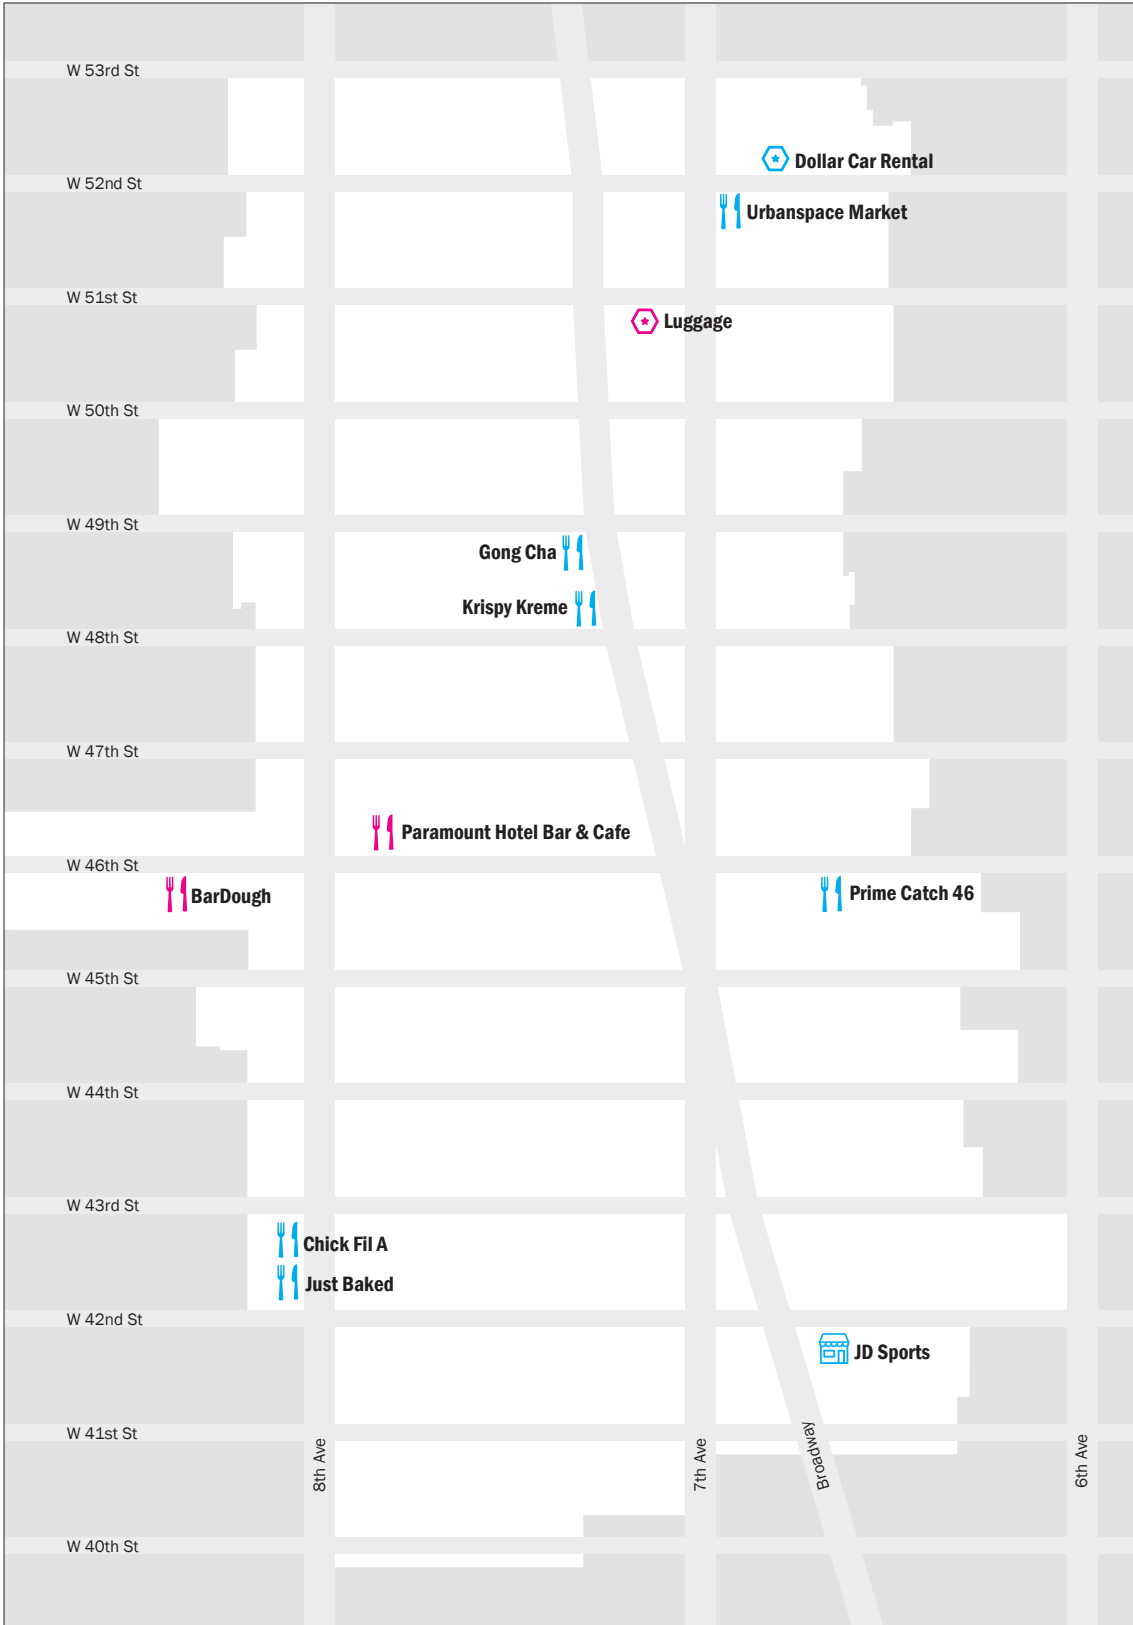 W 53rd St
Dollar Car Rental
W 52nd St
Urbanspace Market
W 51st St
Luggage
W 50th St
W 49th St
Gong Cha
Krispy Kreme
W 48th St
W 47th St
Paramount Hotel Bar & Cafe
W 46th St
BarDough
Prime Catch 46
W 45th St
W 44th St
W 43rd St
Chick Fil A
Just Baked
W 42nd St
JD Sports
W 41st St
8th Ave
7th Ave
Broadway
6th Ave
W 40th St